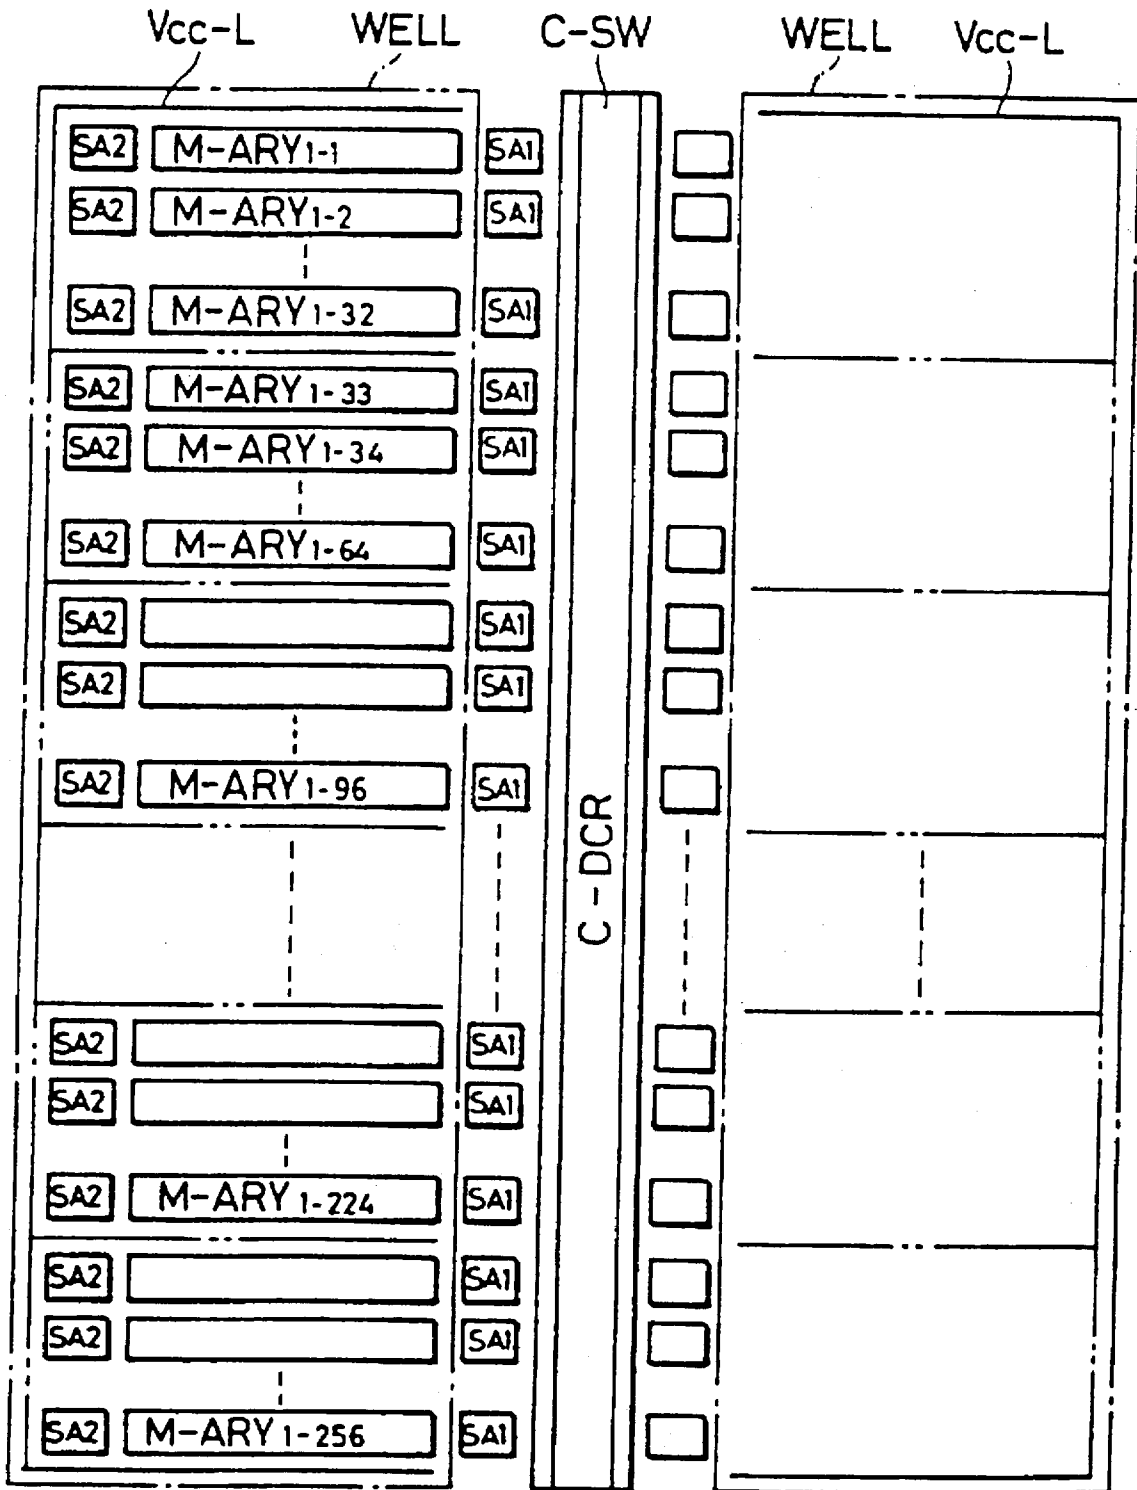 Vcc-L WELL C-SW WELL Vcc-L
SA2 M-ARY1-1 SA1
SA2 M-ARY1-2 SA1
SA2 M-ARY1-32 SA1
SA2 M-ARY1-33 SA1
SA2 M-ARY1-34 SA1
SA2 M-ARY1-64 SA1
SA2 SA1
SA2 SA1
SA2 M-ARY1-96 SA1
C-DCR
SA2 SA1
SA2 SA1
SA2 M-ARY1-224 SA1
SA2 SA1
SA2 SA1
SA2 M-ARY1-256 SA1